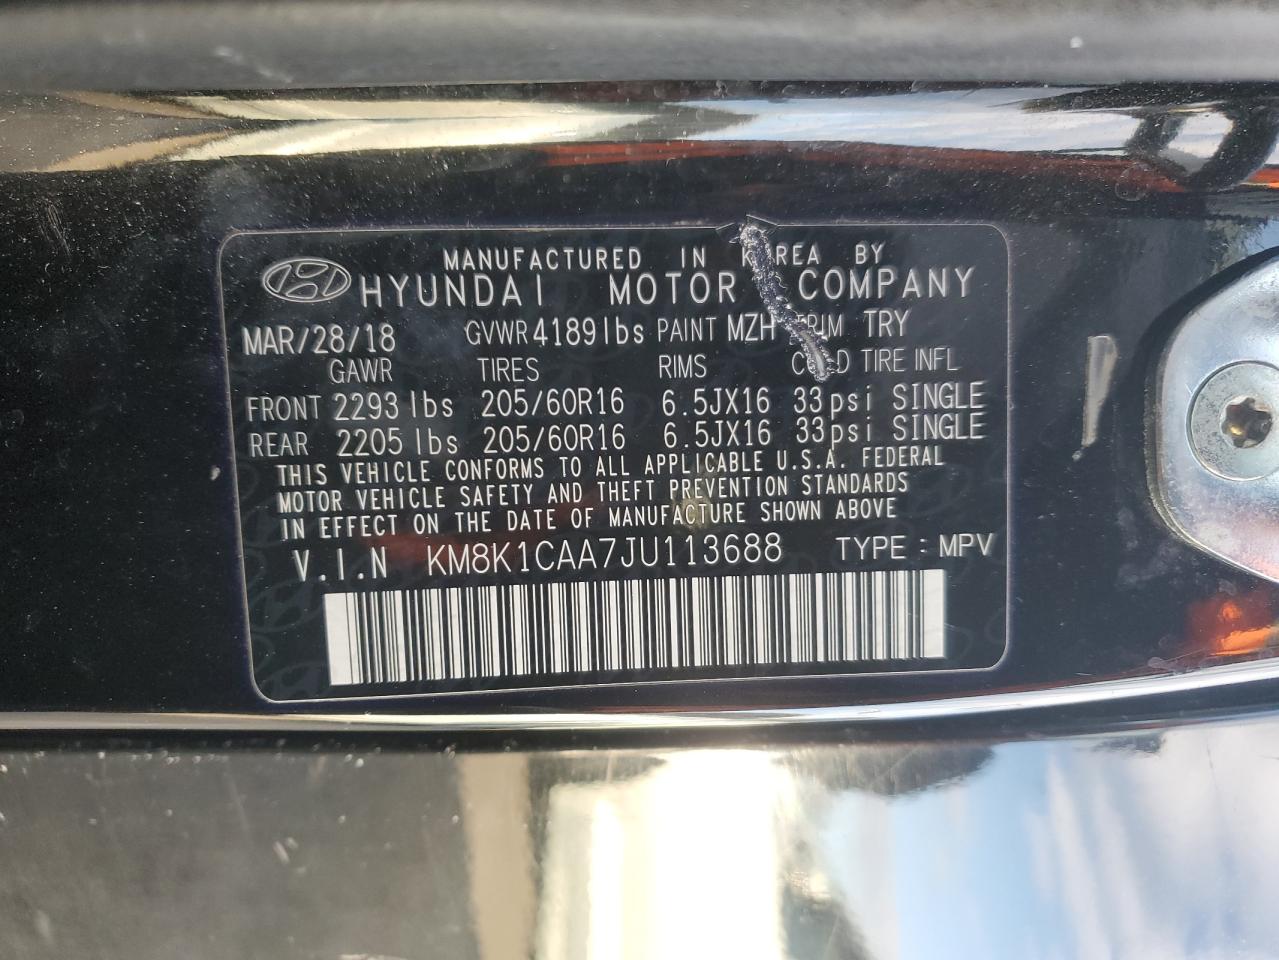 MANUFACTURED IN KOREA BY
HYUNDAI MOTOR COMPANY
MAR/28/18 GVWR 4189lbs PAINT MZH TRIM TRY
GAWR TIRES RIMS COLD TIRE INFL
FRONT 2293 lbs 205/60R16 6.5JX16 33psi SINGLE
REAR 2205 lbs 205/60R16 6.5JX16 33psi SINGLE
THIS VEHICLE CONFORMS TO ALL APPLICABLE U.S.A. FEDERAL
MOTOR VEHICLE SAFETY AND THEFT PREVENTION STANDARDS
IN EFFECT ON THE DATE OF MANUFACTURE SHOWN ABOVE
V.I.N KM8K1CAA7JU113688 TYPE : MPV